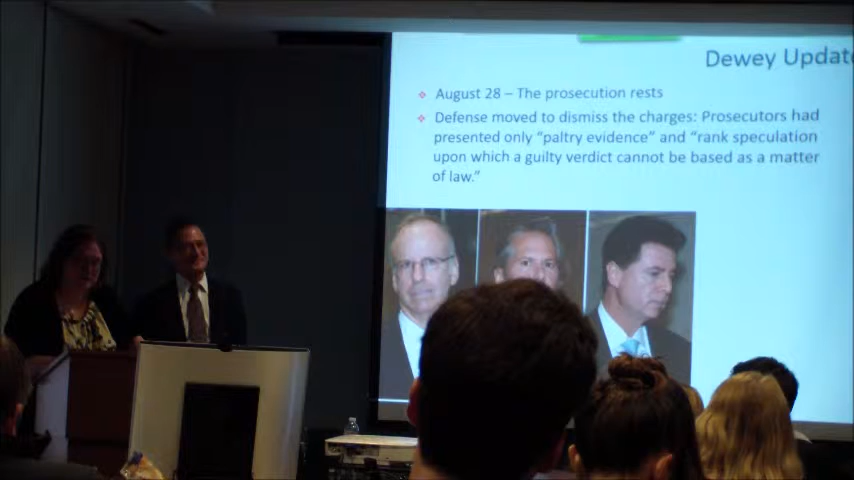 Dewey Updat
August 28 – The prosecution rests
Defense moved to dismiss the charges: Prosecutors had
presented only “paltry evidence” and “rank speculation
upon which a guilty verdict cannot be based as a matter
of law.”